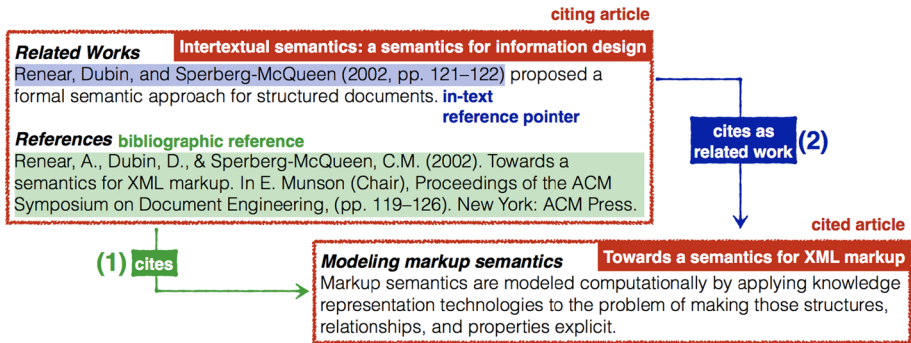 citing article
Related Works
Intertextual semantics: a semantics for information design
Renear, Dubin, and Sperberg-McQueen (2002, pp. 121–122) proposed a
formal semantic approach for structured documents. in-text
reference pointer
References bibliographic reference
Renear, A., Dubin, D., & Sperberg-McQueen, C.M. (2002). Towards a
semantics for XML markup. In E. Munson (Chair), Proceedings of the ACM
Symposium on Document Engineering, (pp. 119–126). New York: ACM Press.
cites as
related work
(2)
cited article
(1) cites
Modeling markup semantics
Towards a semantics for XML markup
Markup semantics are modeled computationally by applying knowledge
representation technologies to the problem of making those structures,
relationships, and properties explicit.